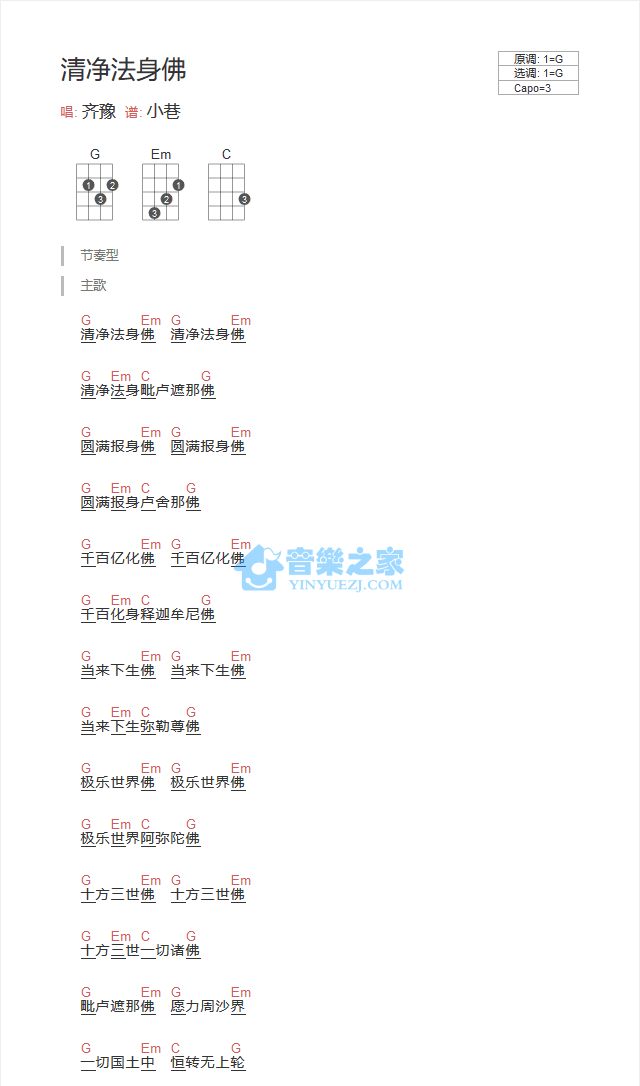 清净法身佛
原调: 1=G
选调: 1=G
Capo=3
唱: 齐豫 谱: 小巷
G Em C
1 2 3 1 2 3 3
节奏型
主歌
G Em G Em
清净法身佛 清净法身佛
G Em C G
清净法身毗卢遮那佛
G Em G Em
圆满报身佛 圆满报身佛
G Em C G
圆满报身卢舍那佛
G Em G Em
千百亿化佛 千百亿化佛
音樂之家
YINYUEZJ.COM
G Em C G
千百化身释迦牟尼佛
G Em G Em
当来下生佛 当来下生佛
G Em C G
当来下生弥勒尊佛
G Em G Em
极乐世界佛 极乐世界佛
G Em C G
极乐世界阿弥陀佛
G Em G Em
十方三世佛 十方三世佛
G Em C G
十方三世一切诸佛
G Em G Em
毗卢遮那佛 愿力周沙界
G Em C G
一切国土中 恒转无上轮